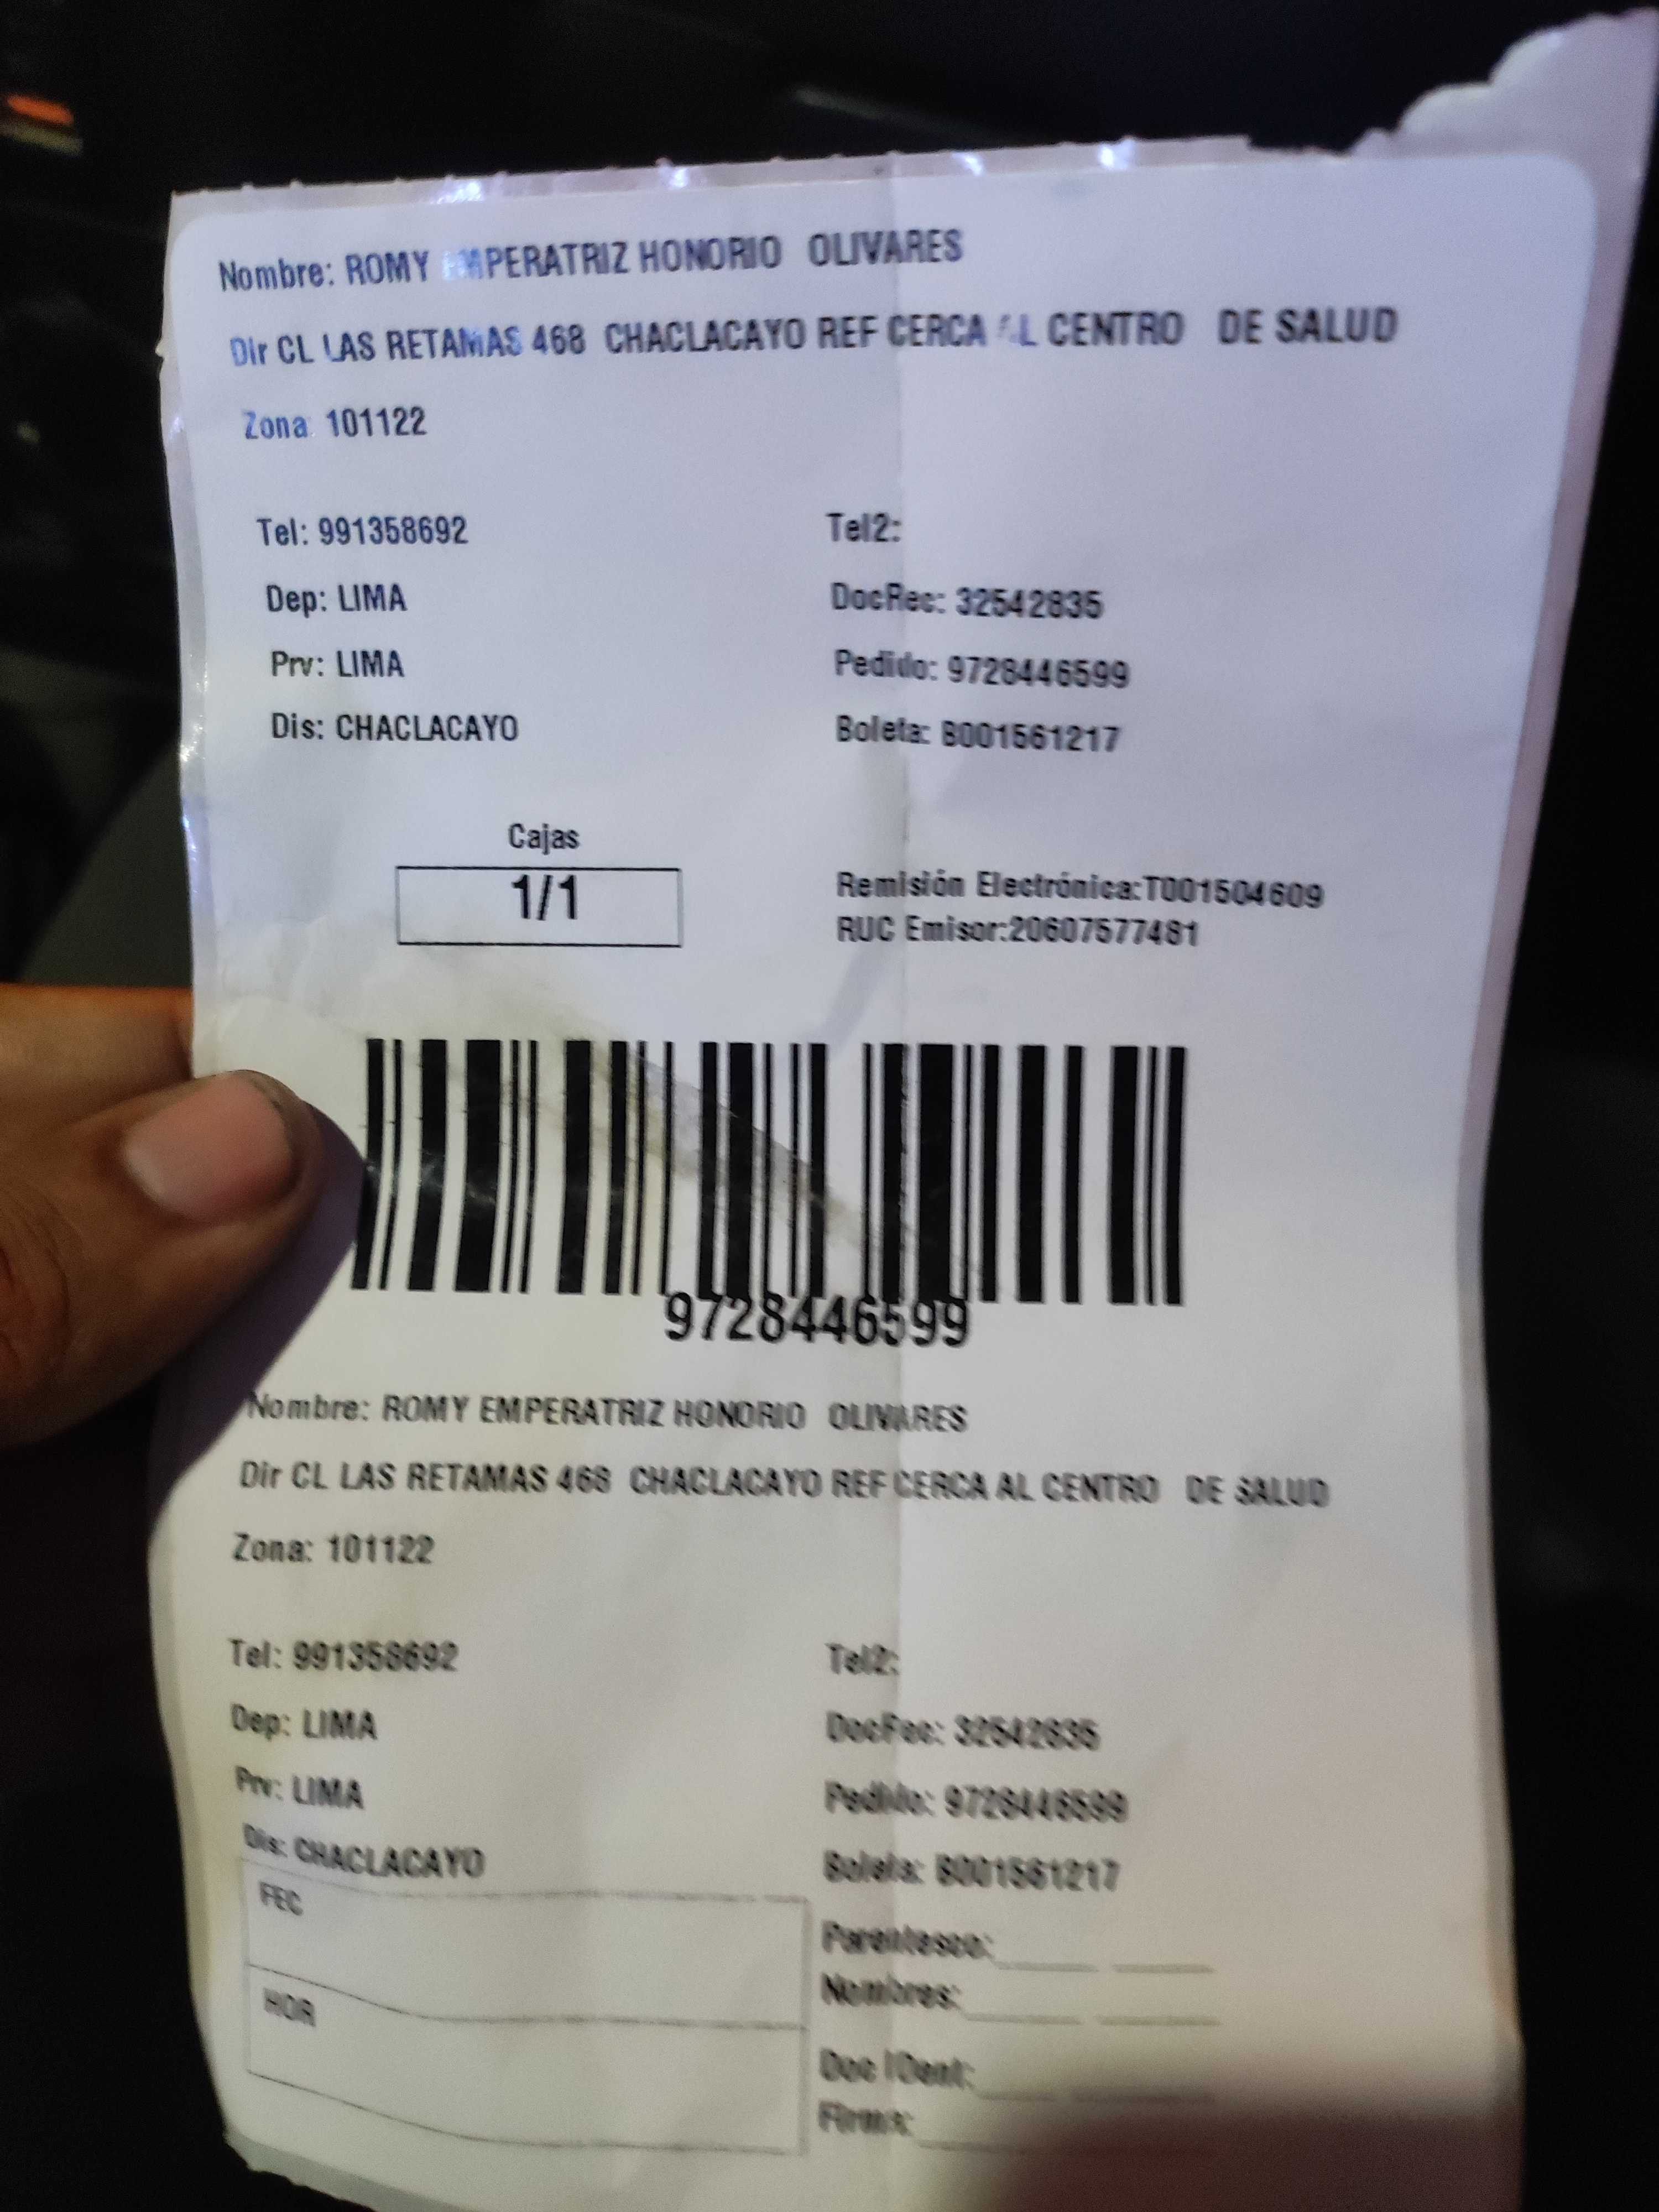 Nombre: ROMY EMPERATRIZ HONORIO OLIVARES
Dir CL LAS RETAMAS 468 CHACLACAYO REF CERCA AL CENTRO DE SALUD
Zona: 101122
Tel: 991358692 Tel2:
Dep: LIMA DocRec: 32542835
Prv: LIMA Pedido: 9728446599
Dis: CHACLACAYO Boleta: B001561217
Cajas
1/1
Remisión Electrónica:T001504609
RUC Emisor:20607577481
9728446599
Nombre: ROMY EMPERATRIZ HONORIO OLIVARES
Dir CL LAS RETAMAS 468 CHACLACAYO REF CERCA AL CENTRO DE SALUD
Zona: 101122
Tel: 991358692 Tel2:
Dep: LIMA DocRec: 32542835
Prv: LIMA Pedido: 9728446599
Dis: CHACLACAYO Boleta: B001561217
FEC
HOR
Parentesco:
Nombres:
Doc IDent:
Firma: